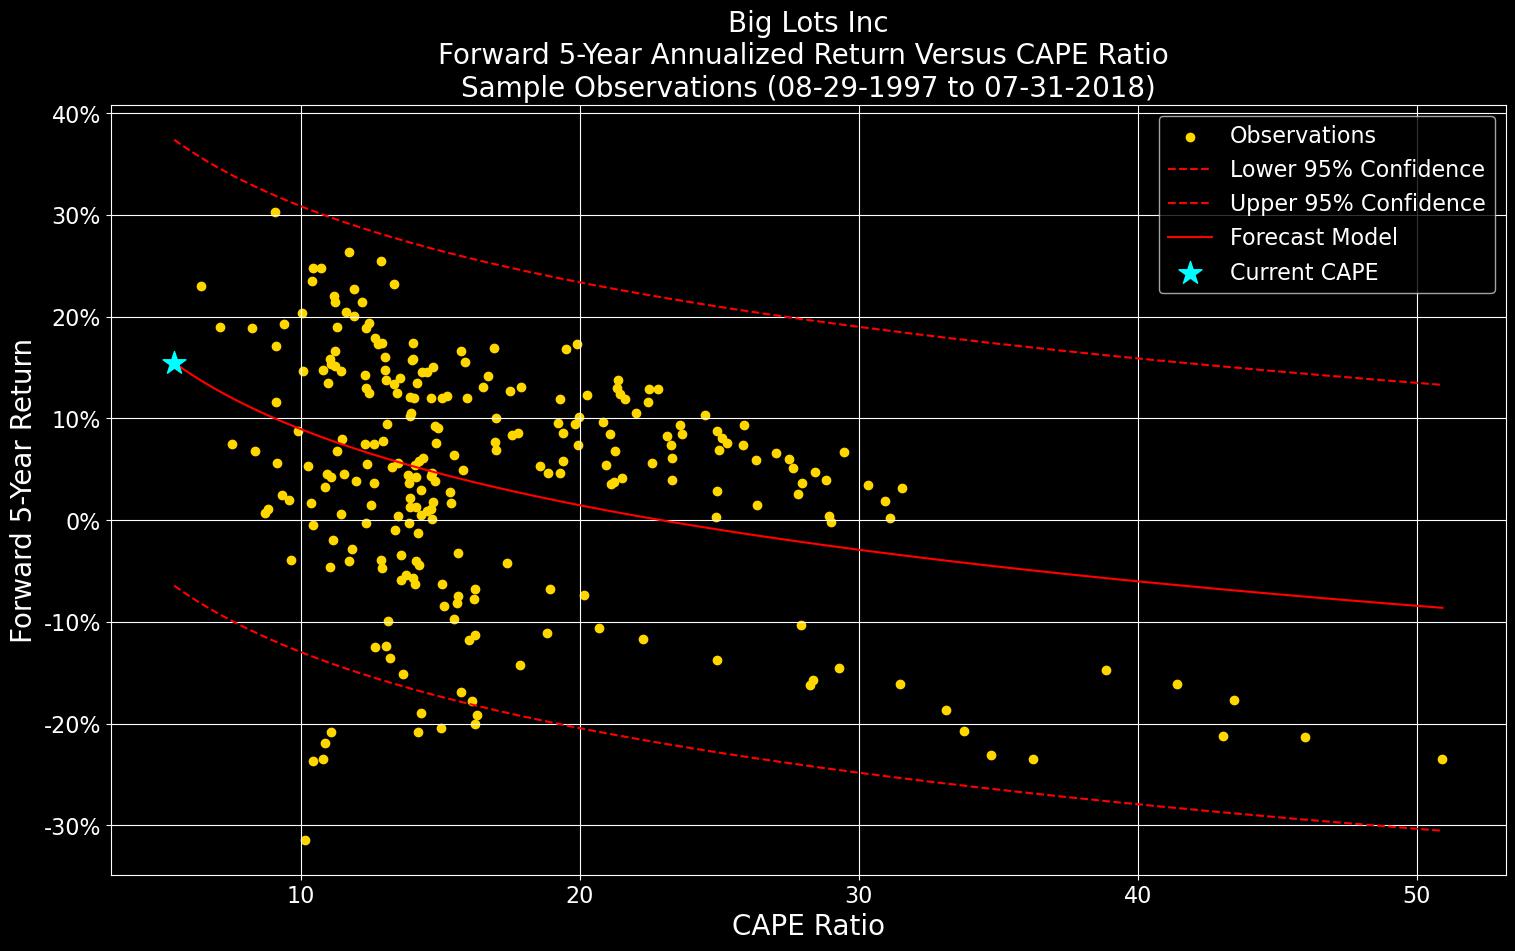 Big Lots Inc
Forward 5-Year Annualized Return Versus CAPE Ratio
Sample Observations (08-29-1997 to 07-31-2018)
Forward 5-Year Return
40%
30%
20%
10%
0%
-10%
-20%
-30%
Observations
Lower 95% Confidence
Upper 95% Confidence
Forecast Model
Current CAPE
10 20 30 40 50
CAPE Ratio